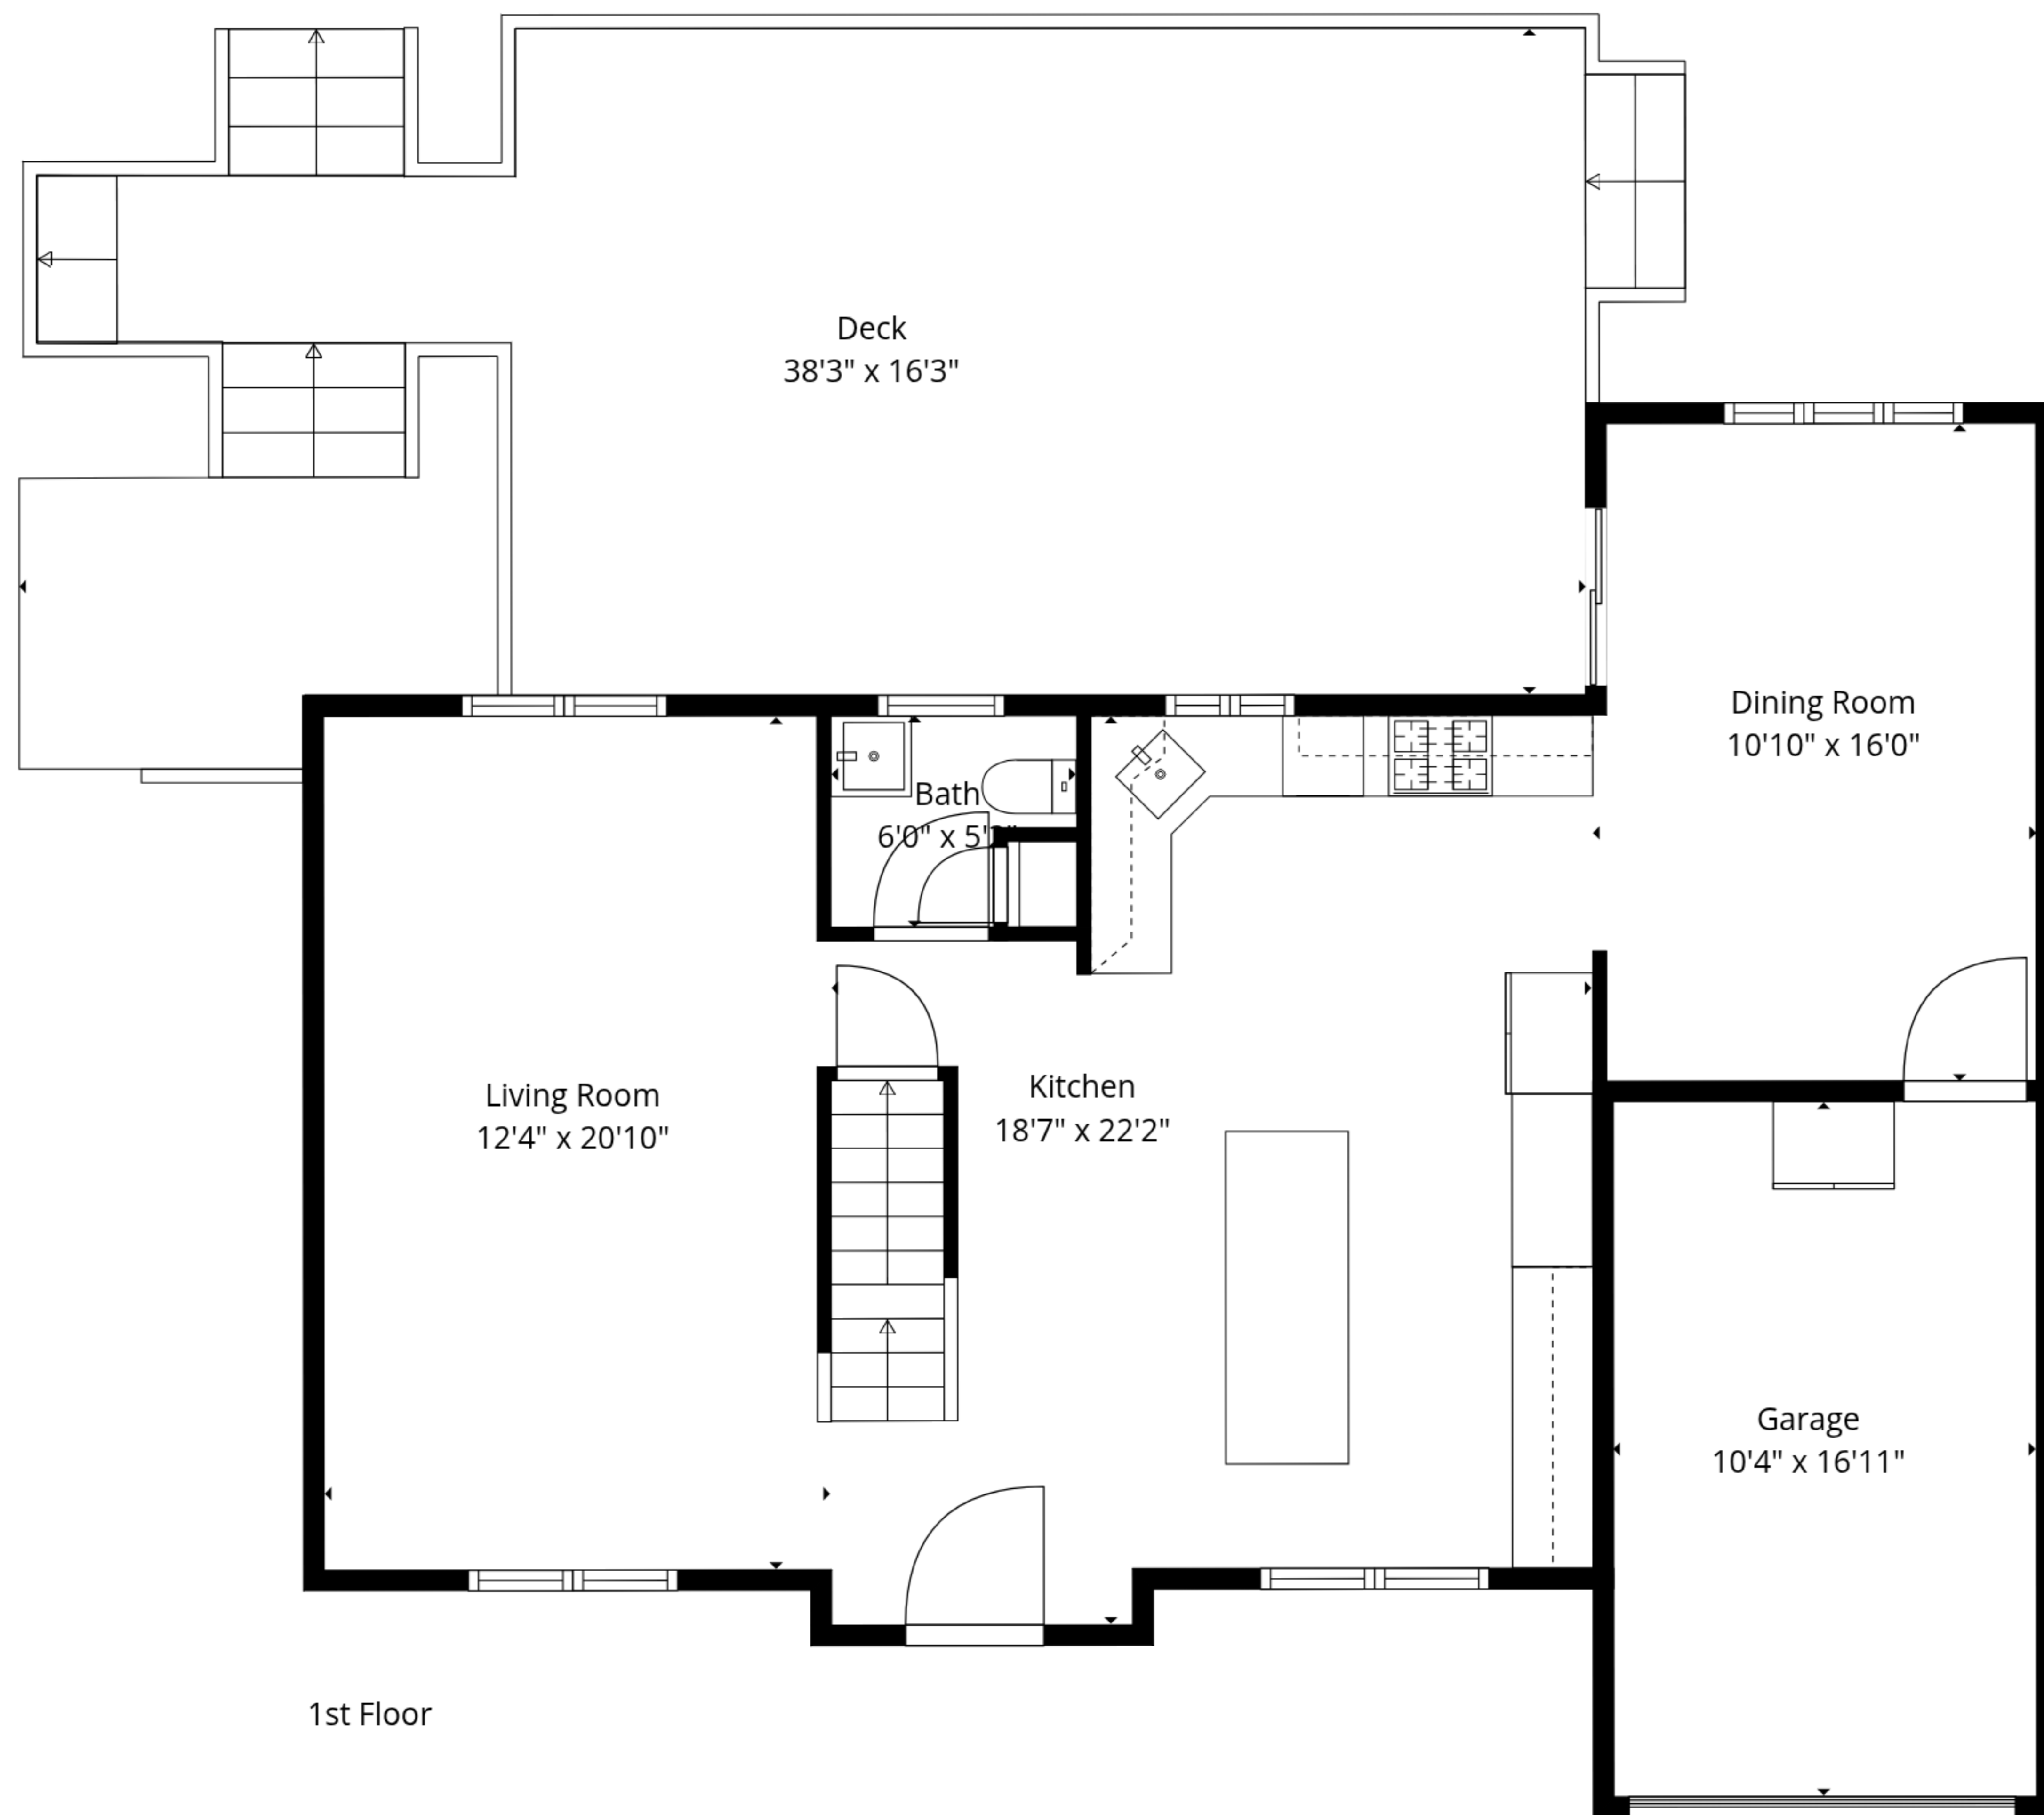 Deck
38'3" x 16'3"
Dining Room
10'10" x 16'0"
Bath
6'0" x
Living Room
12'4" x 20'10"
Kitchen
18'7" x 22'2"
Garage
10'4" x 16'11"
1st Floor